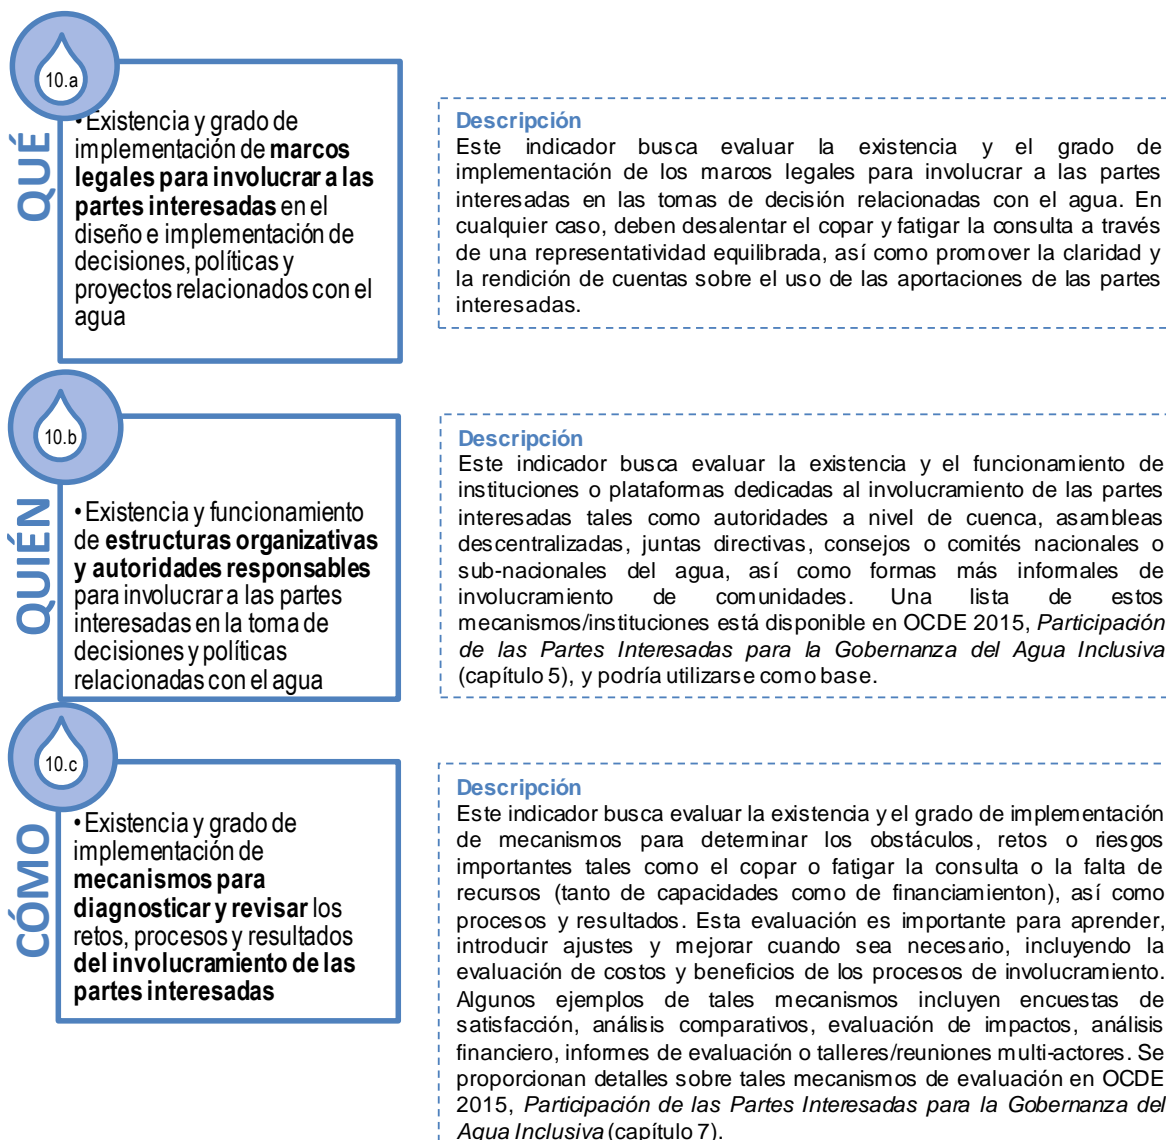 10.a
QUÉ
• Existencia y grado de
implementación de marcos
legales para involucrar a las
partes interesadas en el
diseño e implementación de
decisiones, políticas y
proyectos relacionados con el
agua
Descripción
Este indicador busca evaluar la existencia y el grado de
implementación de los marcos legales para involucrar a las partes
interesadas en las tomas de decisión relacionadas con el agua. En
cualquier caso, deben desalentar el copar y fatigar la consulta a través
de una representatividad equilibrada, así como promover la claridad y
la rendición de cuentas sobre el uso de las aportaciones de las partes
interesadas.
10.b
QUIÉN
• Existencia y funcionamiento
de estructuras organizativas
y autoridades responsables
para involucrar a las partes
interesadas en la toma de
decisiones y políticas
relacionadas con el agua
Descripción
Este indicador busca evaluar la existencia y el funcionamiento de
instituciones o plataformas dedicadas al involucramiento de las partes
interesadas tales como autoridades a nivel de cuenca, asambleas
descentralizadas, juntas directivas, consejos o comités nacionales o
sub-nacionales del agua, así como formas más informales de
involucramiento de comunidades. Una lista de estos
mecanismos/instituciones está disponible en OCDE 2015, Participación
de las Partes Interesadas para la Gobernanza del Agua Inclusiva
(capítulo 5), y podría utilizarse como base.
10.c
CÓMO
• Existencia y grado de
implementación de
mecanismos para
diagnosticar y revisar los
retos, procesos y resultados
del involucramiento de las
partes interesadas
Descripción
Este indicador busca evaluar la existencia y el grado de implementación
de mecanismos para determinar los obstáculos, retos o riesgos
importantes tales como el copar o fatigar la consulta o la falta de
recursos (tanto de capacidades como de financiamienton), así como
procesos y resultados. Esta evaluación es importante para aprender,
introducir ajustes y mejorar cuando sea necesario, incluyendo la
evaluación de costos y beneficios de los procesos de involucramiento.
Algunos ejemplos de tales mecanismos incluyen encuestas de
satisfacción, análisis comparativos, evaluación de impactos, análisis
financiero, informes de evaluación o talleres/reuniones multi-actores. Se
proporcionan detalles sobre tales mecanismos de evaluación en OCDE
2015, Participación de las Partes Interesadas para la Gobernanza del
Agua Inclusiva (capítulo 7).